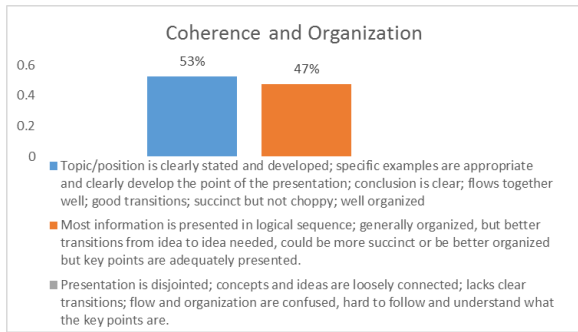 Coherence and Organization
53%
47%
0.6
0.4
0.2
0
Topic/position is clearly stated and developed; specific examples are appropriate
and clearly develop the point of the presentation; conclusion is clear; flows together
well; good transitions; succinct but not choppy; well organized
Most information is presented in logical sequence; generally organized, but better
transitions from idea to idea needed, could be more succinct or be better organized
but key points are adequately presented.
Presentation is disjointed; concepts and ideas are loosely connected; lacks clear
transitions; flow and organization are confused, hard to follow and understand what
the key points are.